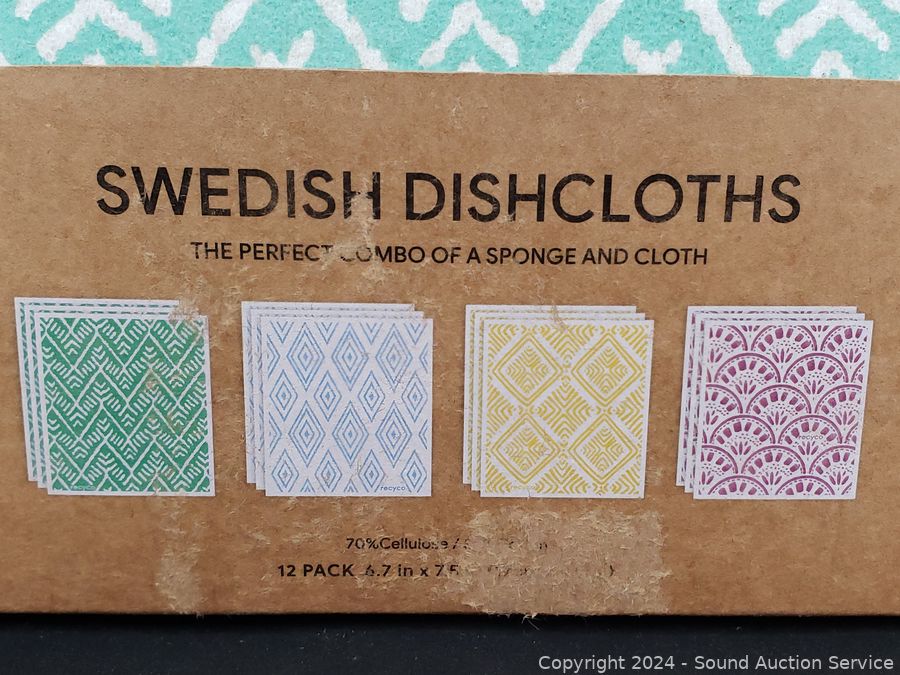 SWEDISH DISHCLOTHS
THE PERFECT COMBO OF A SPONGE AND CLOTH
recyco
recyco
70% Cellulose /
12 PACK 6.7 in x 7.5
Copyright 2024 - Sound Auction Service